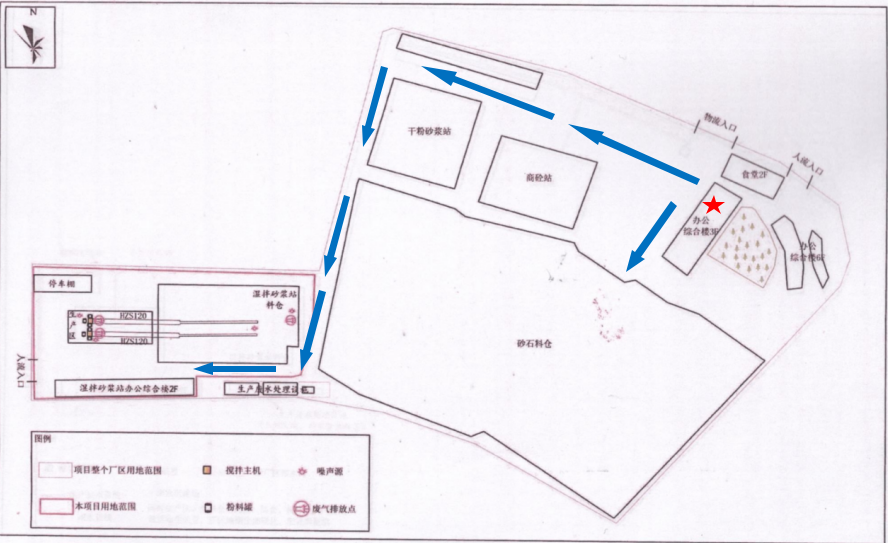 N
物流入口
人流入口
食堂2F
干粉砂浆站
商砼站
办公
综合楼3F
办公
综合楼6F
停车棚
湿拌砂浆站
料仓
生
产
区
HZS120
HZS120
砂石料仓
人流入口
湿拌砂浆站办公综合楼2F
生产废水处理设施
图例
项目整个厂区用地范围
搅拌主机
噪声源
本项目用地范围
粉料罐
废气排放点